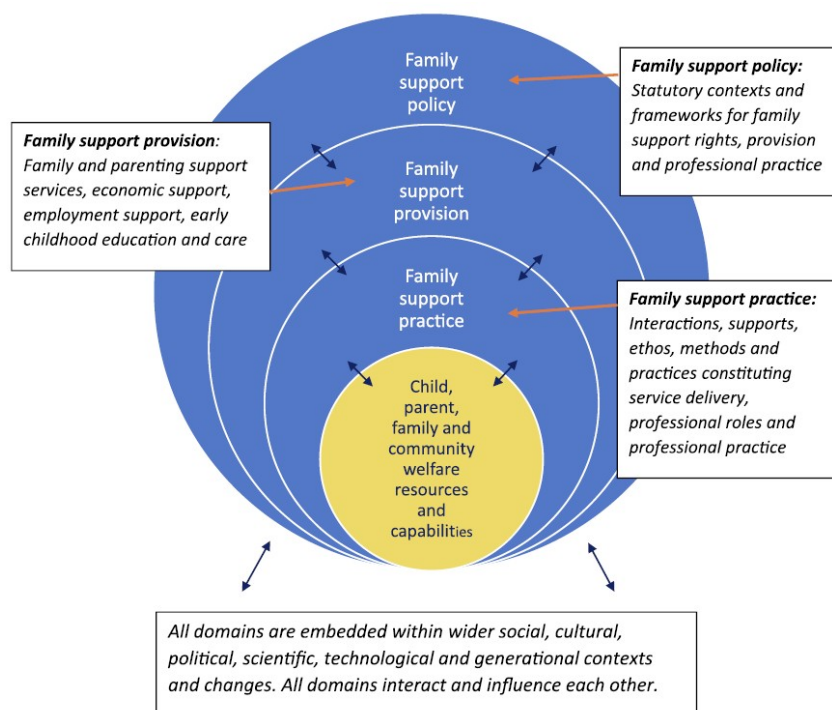 Family
support
policy
Family support policy:
Statutory contexts and
frameworks for family
support rights, provision
and professional practice
Family support provision:
Family and parenting support
services, economic support,
employment support, early
childhood education and care
Family
support
provision
Family
support
practice
Family support practice:
Interactions, supports,
ethos, methods and
practices constituting
service delivery,
professional roles and
professional practice
Child,
parent,
family and
community
welfare
resources
and
capabilities
All domains are embedded within wider social, cultural,
political, scientific, technological and generational contexts
and changes. All domains interact and influence each other.